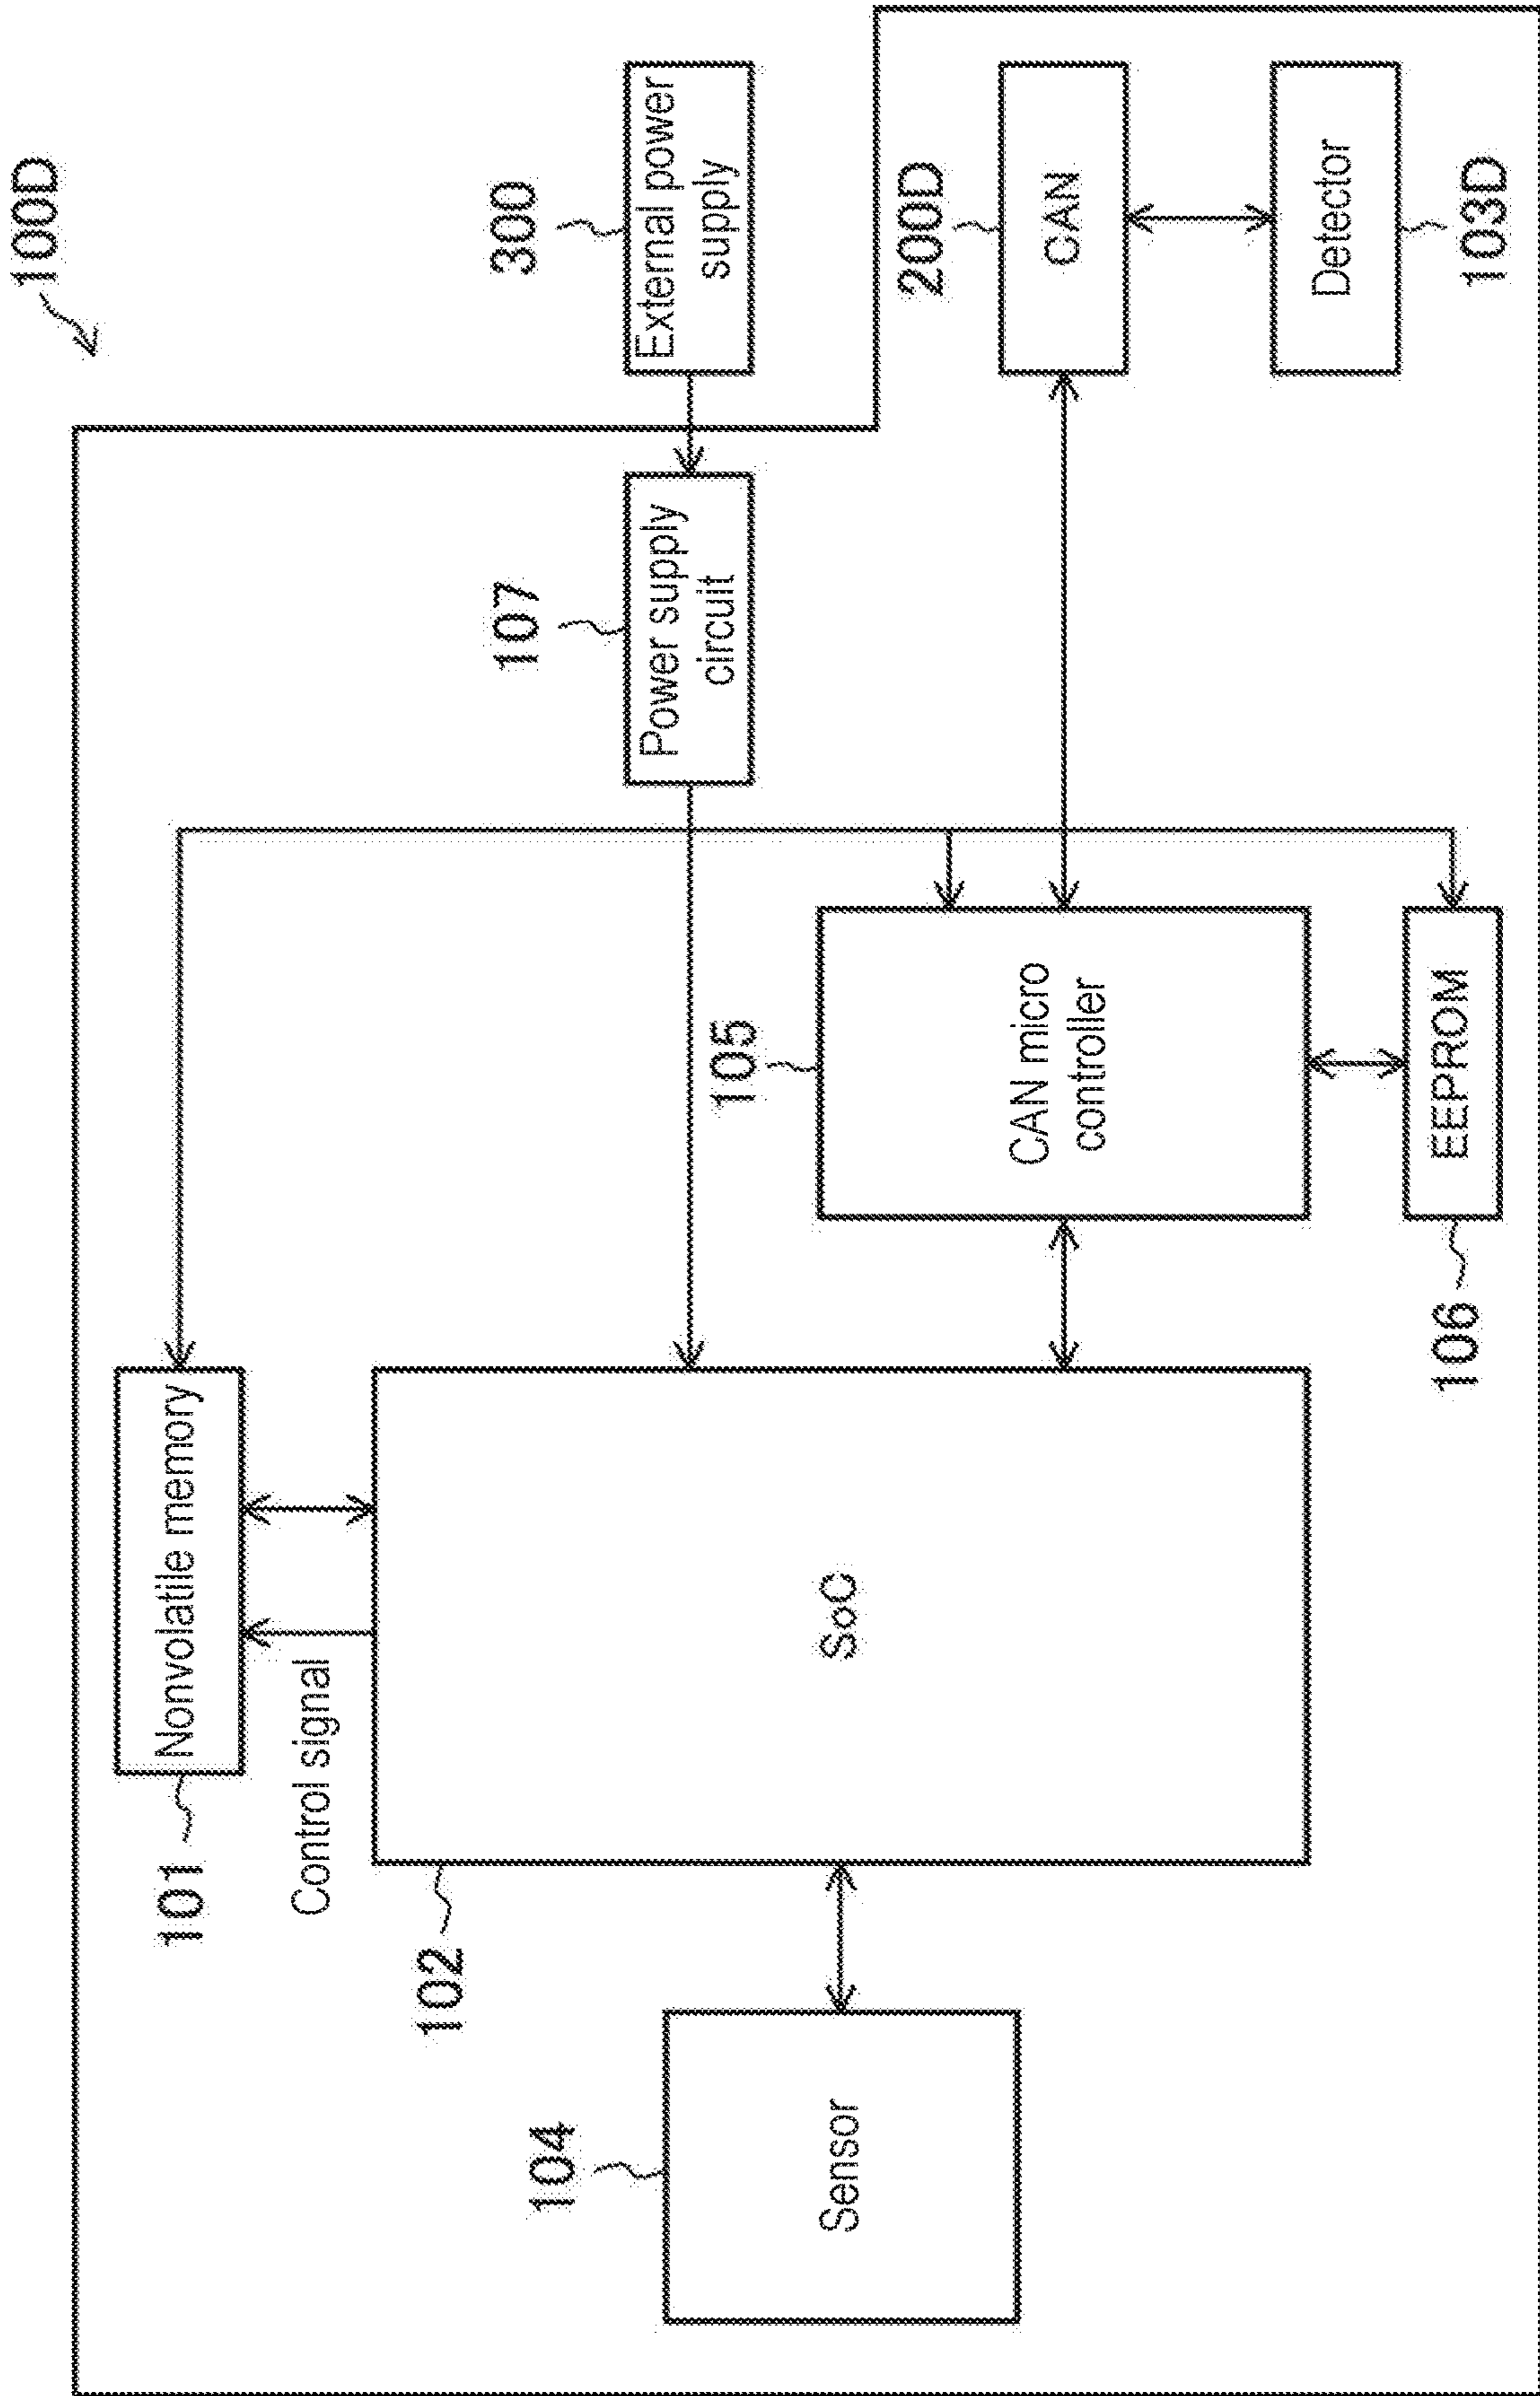 100D
101
Nonvolatile memory
Control signal
102
SoC
104
Sensor
107
Power supply
circuit
300
External power
supply
105
CAN micro
controller
106
EEPROM
200D
CAN
Detector
103D